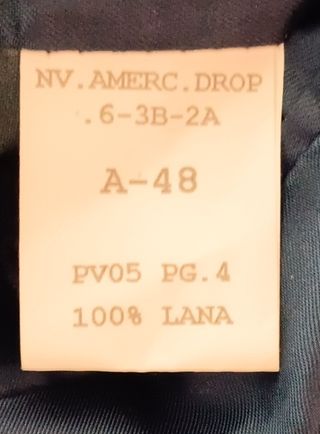 NV.AMERC.DROP
.6-3B-2A
A-48
PV05 PG.4
100% LANA